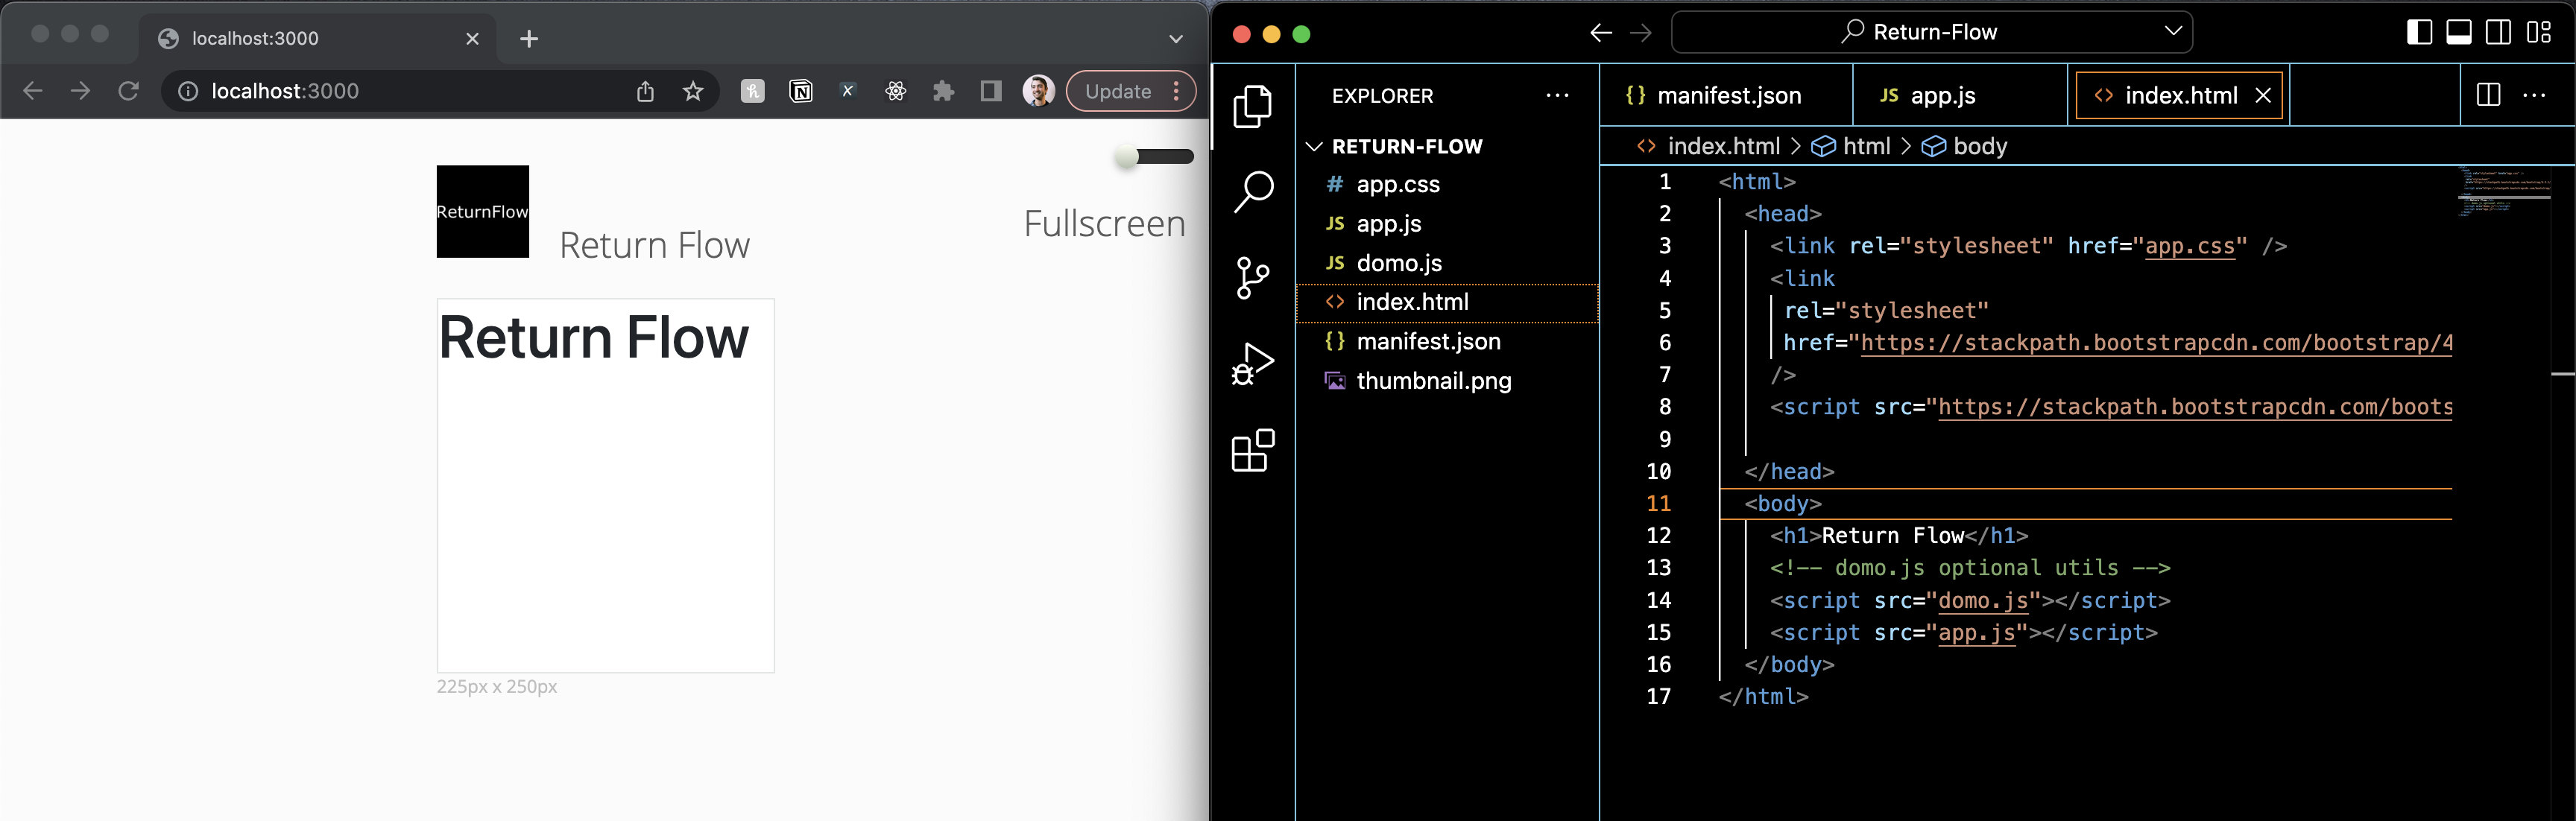 localhost:3000
localhost:3000
Update
ReturnFlow
Return Flow
Fullscreen
Return Flow
225px x 250px
Return-Flow
EXPLORER
RETURN-FLOW
# app.css
JS app.js
JS domo.js
<> index.html
{} manifest.json
thumbnail.png
{} manifest.json
JS app.js
<> index.html
<> index.html > html > body
1 <html>
2 <head>
3 <link rel="stylesheet" href="app.css" />
4 <link
5 rel="stylesheet"
6 href="https://stackpath.bootstrapcdn.com/bootstrap/4
7 />
8 <script src="https://stackpath.bootstrapcdn.com/boots
9
10 </head>
11 <body>
12 <h1>Return Flow</h1>
13 <!-- domo.js optional utils -->
14 <script src="domo.js"></script>
15 <script src="app.js"></script>
16 </body>
17 </html>